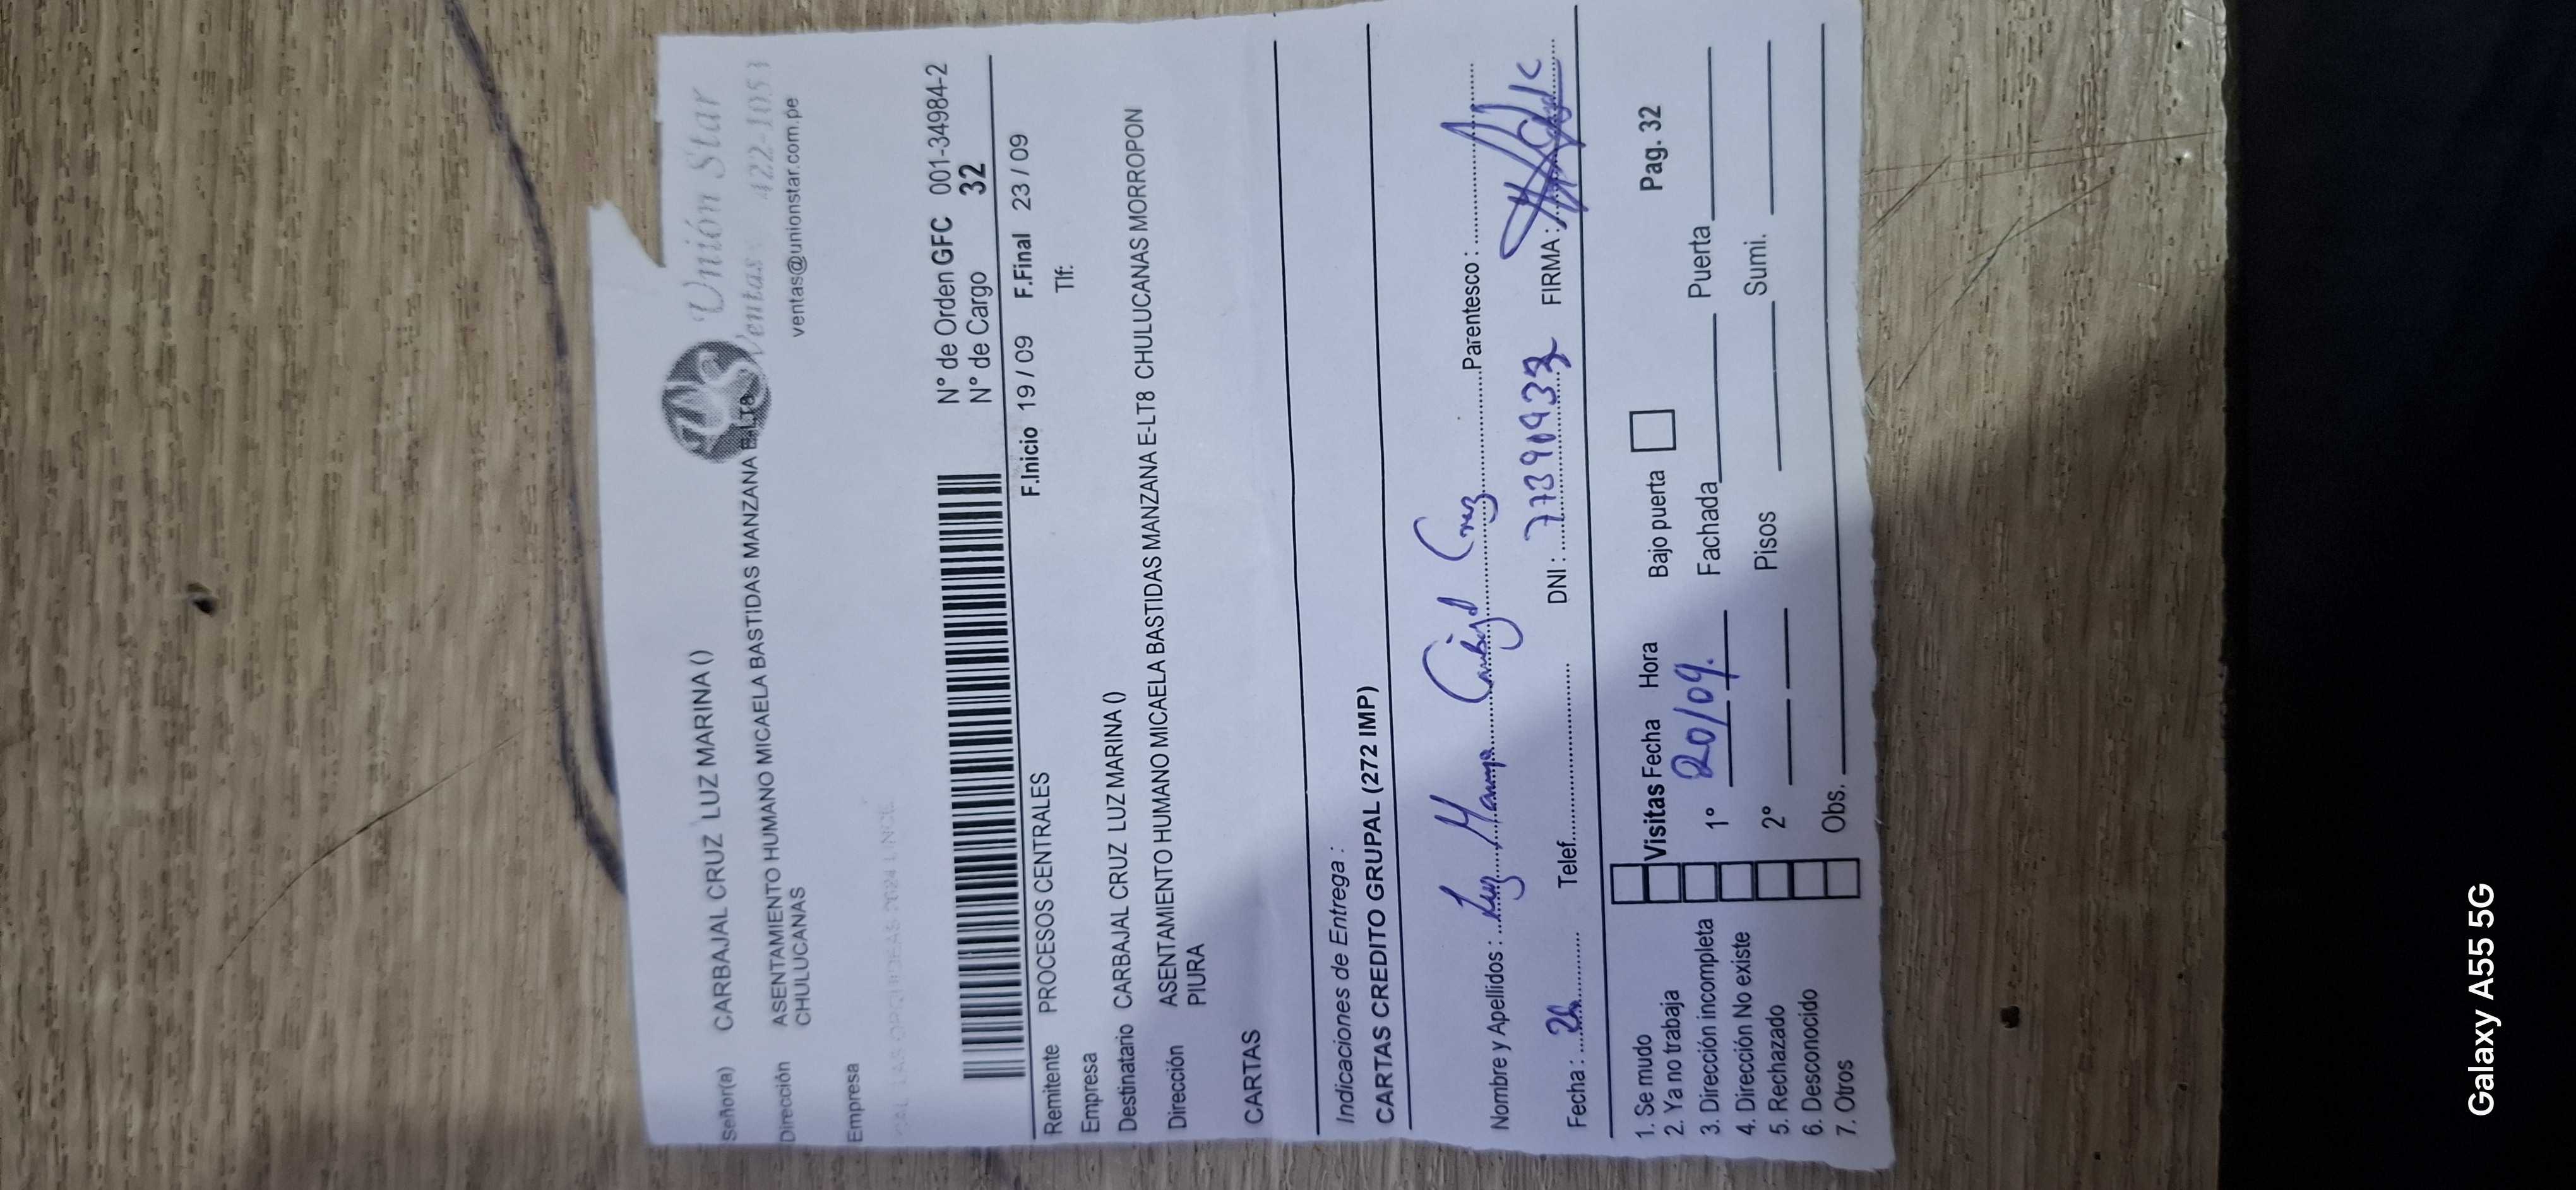 Unión Star
Ventas: 422-1053
ventas@unionstar.com.pe
Señor(a) CARBAJAL CRUZ LUZ MARINA ()
Dirección ASENTAMIENTO HUMANO MICAELA BASTIDAS MANZANA E-LT8
CHULUCANAS
Empresa
N° de Orden GFC 001-34984-2
N° de Cargo 32
F.Inicio 19 / 09 F.Final 23 / 09
Remitente PROCESOS CENTRALES Tlf:
Empresa
Destinatario CARBAJAL CRUZ LUZ MARINA ()
Dirección ASENTAMIENTO HUMANO MICAELA BASTIDAS MANZANA E-LT8 CHULUCANAS MORROPON
PIURA
CARTAS
Indicaciones de Entrega :
CARTAS CREDITO GRUPAL (272 IMP)
Nombre y Apellidos : Luz Marina Carbajal Cruz Parentesco :
Fecha : Telef. DNI : FIRMA :
1. Se mudo Visitas Fecha Hora Bajo puerta Pag. 32
2. Ya no trabaja
3. Dirección incompleta 1° 20/09. Fachada Puerta
4. Dirección No existe
5. Rechazado 2° Pisos Sumi.
6. Desconocido
7. Otros Obs.
Galaxy A55 5G